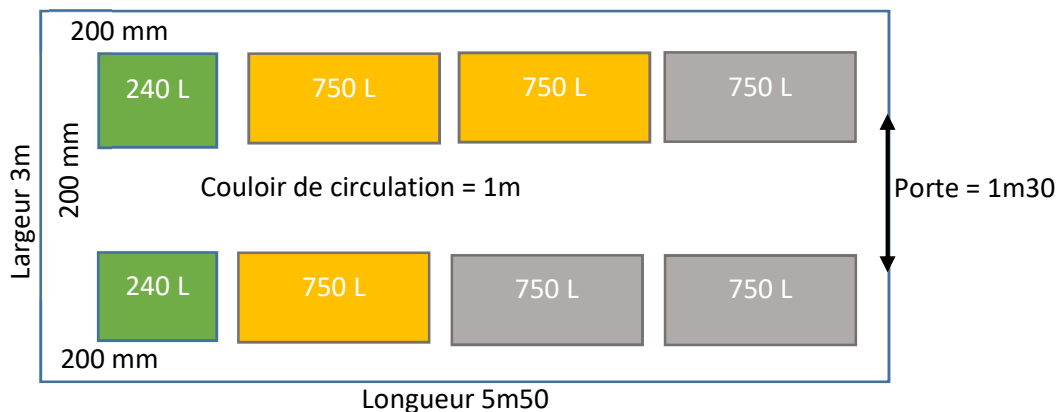 200 mm
240 L
750 L
750 L
750 L
Largeur 3m
200 mm
Couloir de circulation = 1m
Porte = 1m30
240 L
750 L
750 L
750 L
200 mm
Longueur 5m50